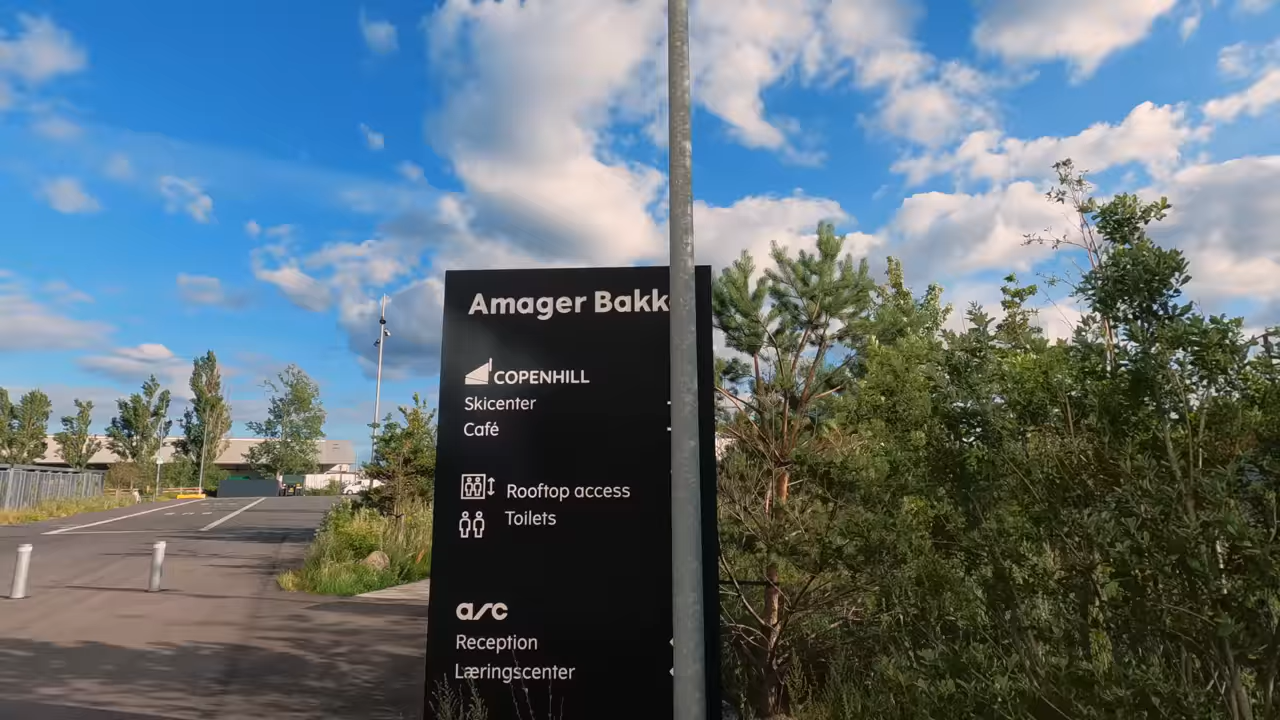 Amager Bakk
COPENHILL
Skicenter
Café
Rooftop access
Toilets
arc
Reception
Læringscenter